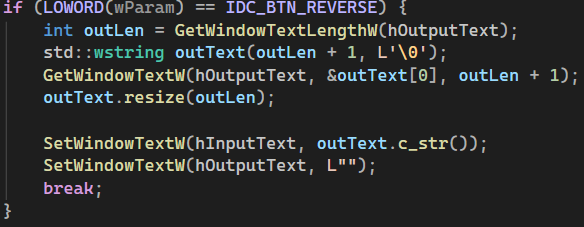 if (LOWORD(wParam) == IDC_BTN_REVERSE) {
    int outLen = GetWindowTextLengthW(hOutputText);
    std::wstring outText(outLen + 1, L'\0');
    GetWindowTextW(hOutputText, &outText[0], outLen + 1);
    outText.resize(outLen);

    SetWindowTextW(hInputText, outText.c_str());
    SetWindowTextW(hOutputText, L"");
    break;
}